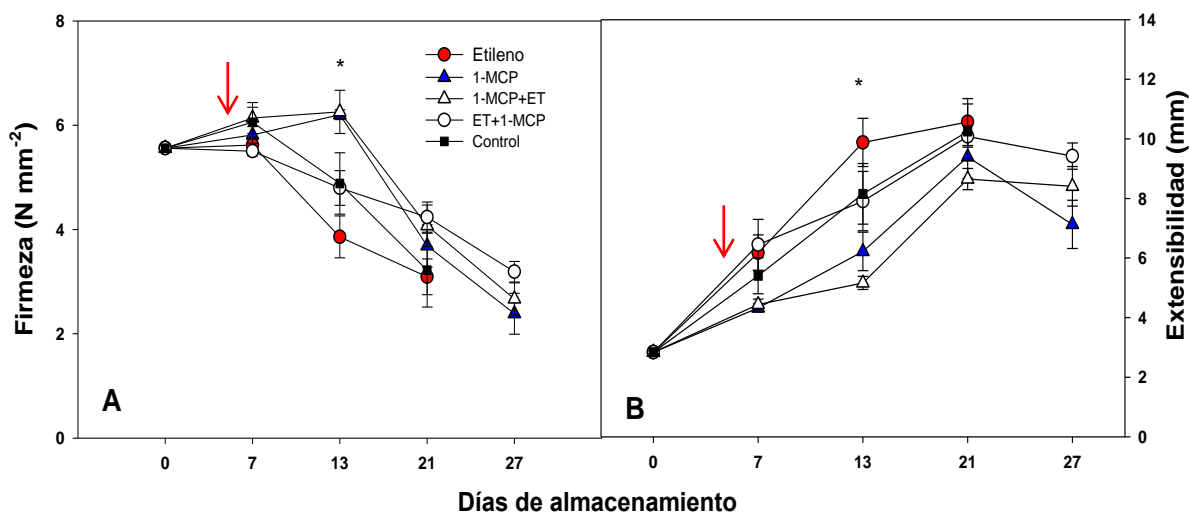 8
6
4
2
0
Firmeza (N mm⁻²)
*
Etileno
1-MCP
1-MCP+ET
ET+1-MCP
Control
A
0
7
13
21
27
*
B
0
7
13
21
27
14
12
10
8
6
4
2
0
Extensibilidad (mm)
Días de almacenamiento